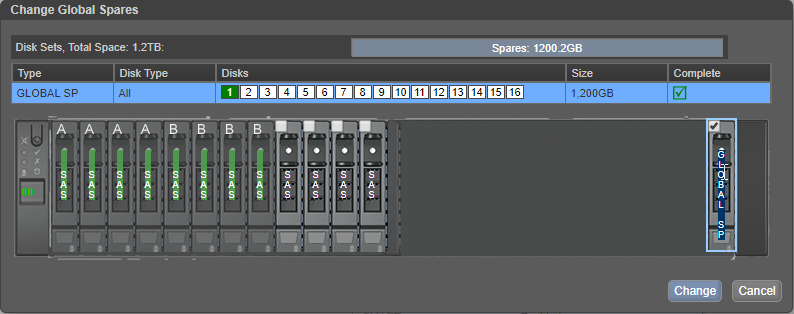 Change Global Spares
Disk Sets, Total Space: 1.2TB:
Spares: 1200.2GB
Type Disk Type Disks Size Complete
GLOBAL SP All 1 2 3 4 5 6 7 8 9 10 11 12 13 14 15 16 1,200GB
A A A A B B B B
SAS SAS SAS SAS SAS SAS SAS SAS SAS SAS SAS SAS GLOBAL SP
Change Cancel